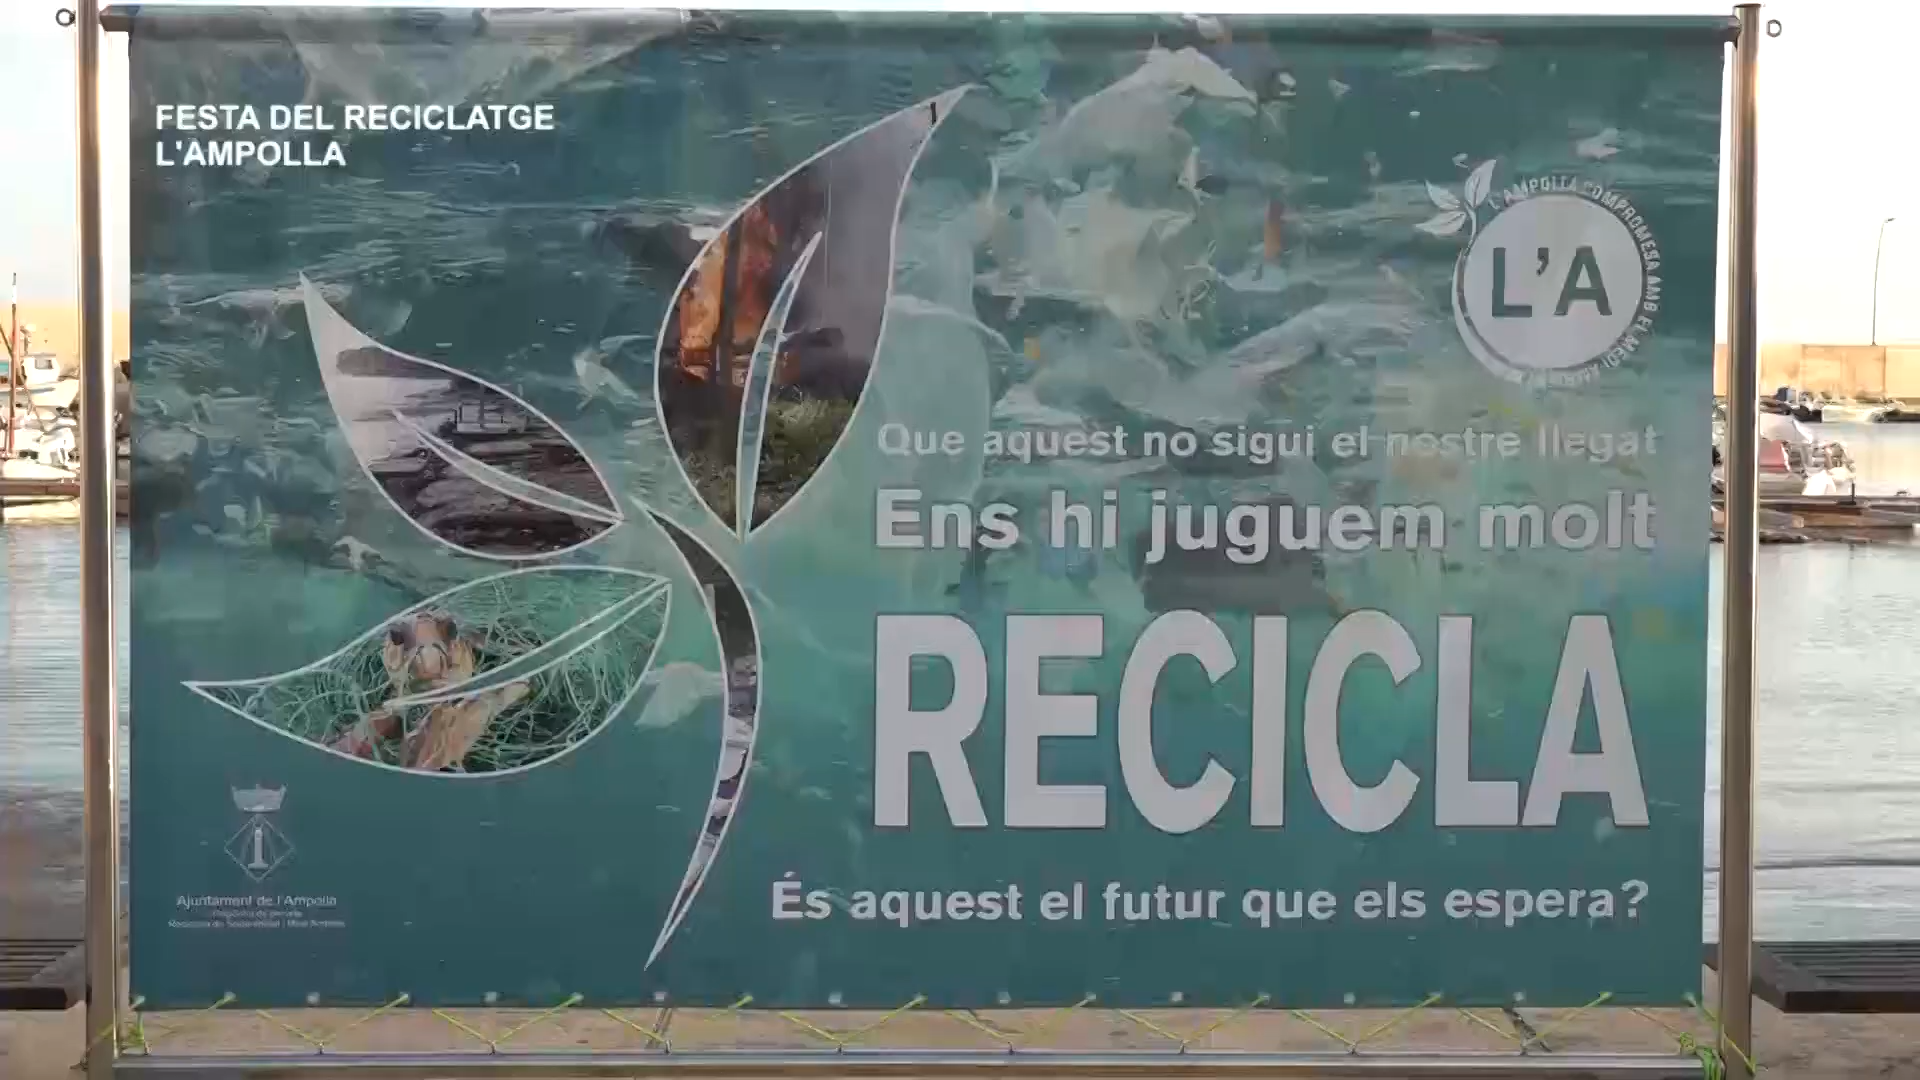 FESTA DEL RECICLATGE
L'AMPOLLA
L'AMPOLLA COMPROMESA AMB EL MEDI
L'A
Que aquest no sigui el nostre llegat
Ens hi juguem molt
RECICLA
És aquest el futur que els espera?
Ajuntament de l'Ampolla